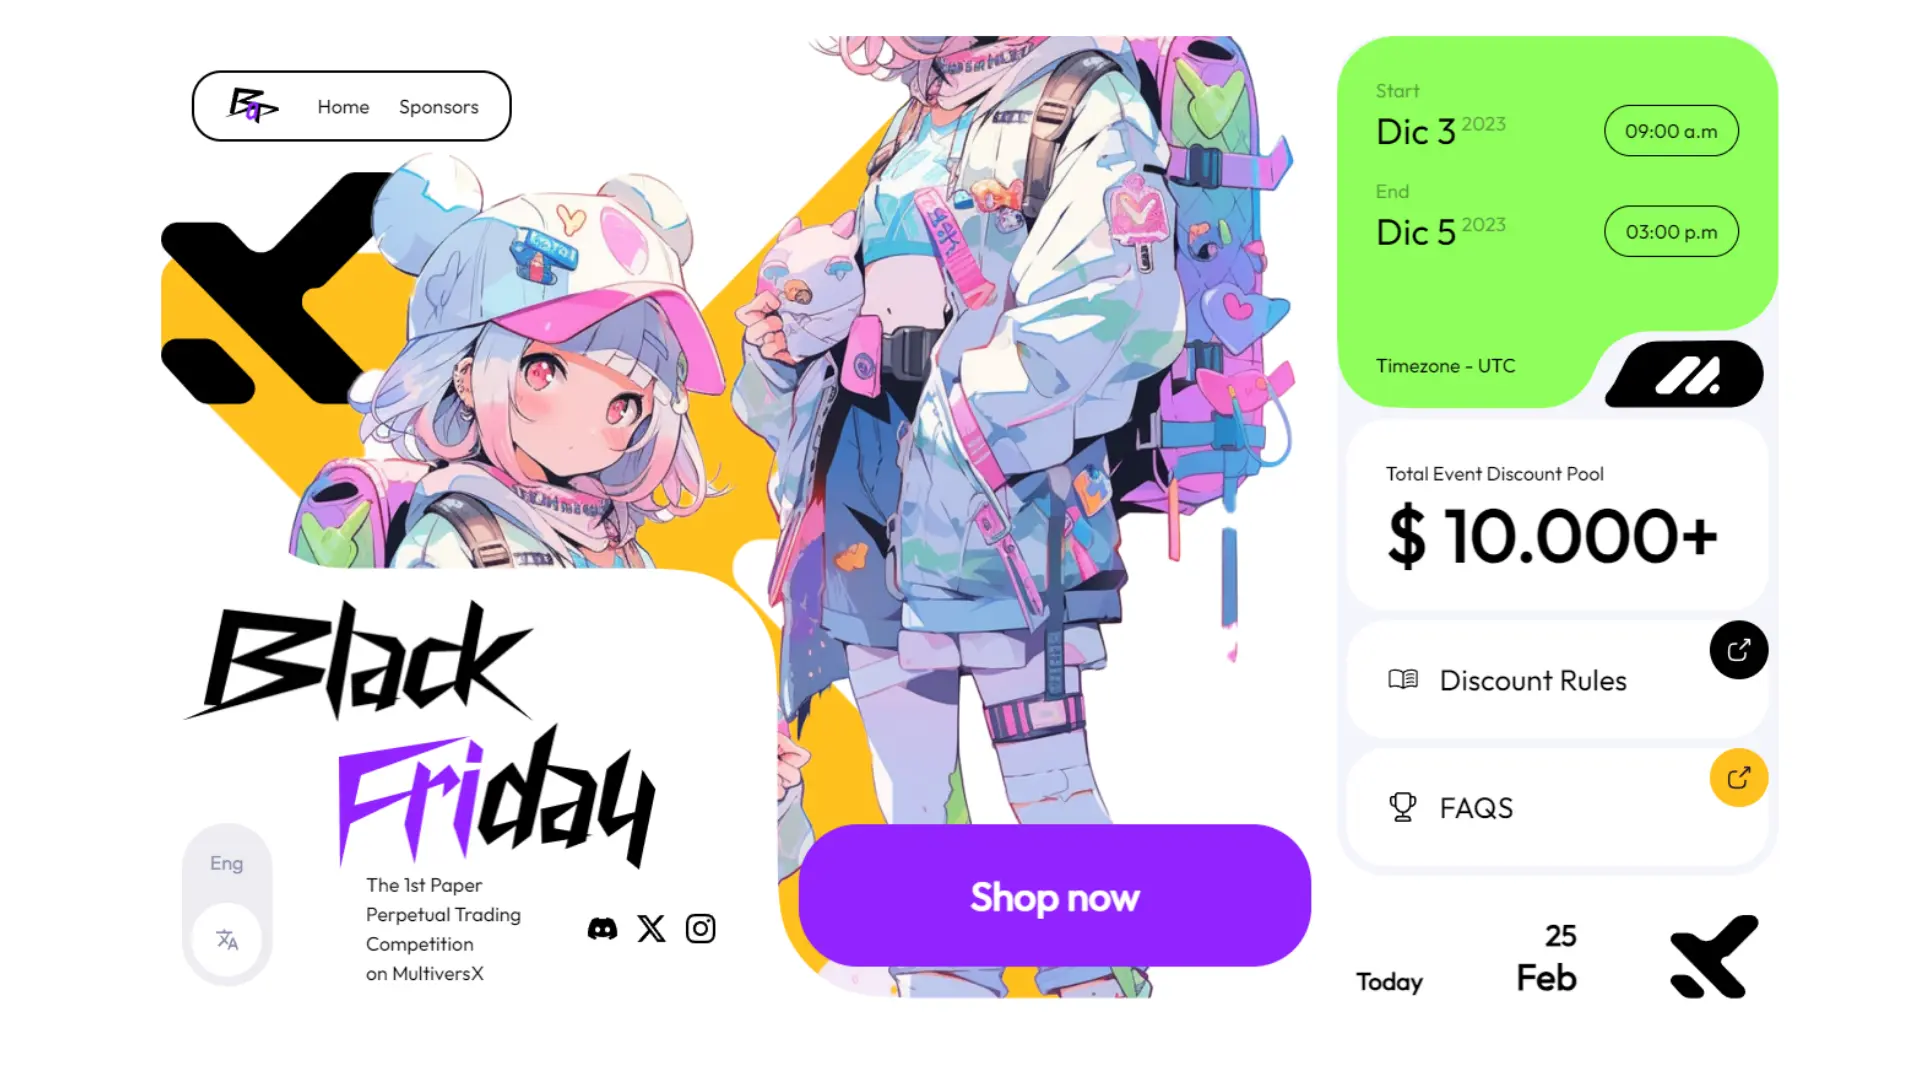 Home Sponsors
Black
Friday
The 1st Paper
Perpetual Trading
Competition
on MultiversX
Eng
Shop now
Start
Dic 3 2023
09:00 a.m
End
Dic 5 2023
03:00 p.m
Timezone - UTC
Total Event Discount Pool
$ 10.000+
Discount Rules
FAQS
Today
25
Feb